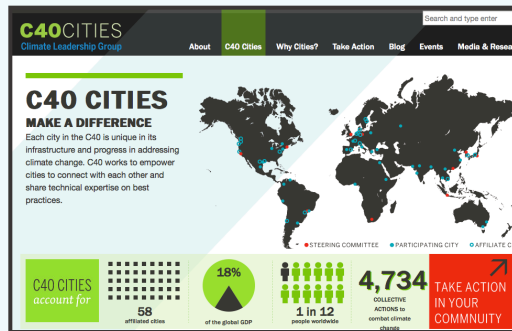 C40CITIES
Climate Leadership Group
Search and type enter
About C40 Cities Why Cities? Take Action Blog Events Media & Resea
C40 CITIES
MAKE A DIFFERENCE
Each city in the C40 is unique in its
infrastructure and progress in addressing
climate change. C40 works to empower
cities to connect with each other and
share technical expertise on best
practices.
STEERING COMMITTEE PARTICIPATING CITY AFFILIATE C
C40 CITIES
account for
58
affiliated cities
18%
of the global GDP
1 in 12
people worldwide
4,734
COLLECTIVE
ACTIONS to
combat climate
change
TAKE ACTION
IN YOUR
COMMNUITY